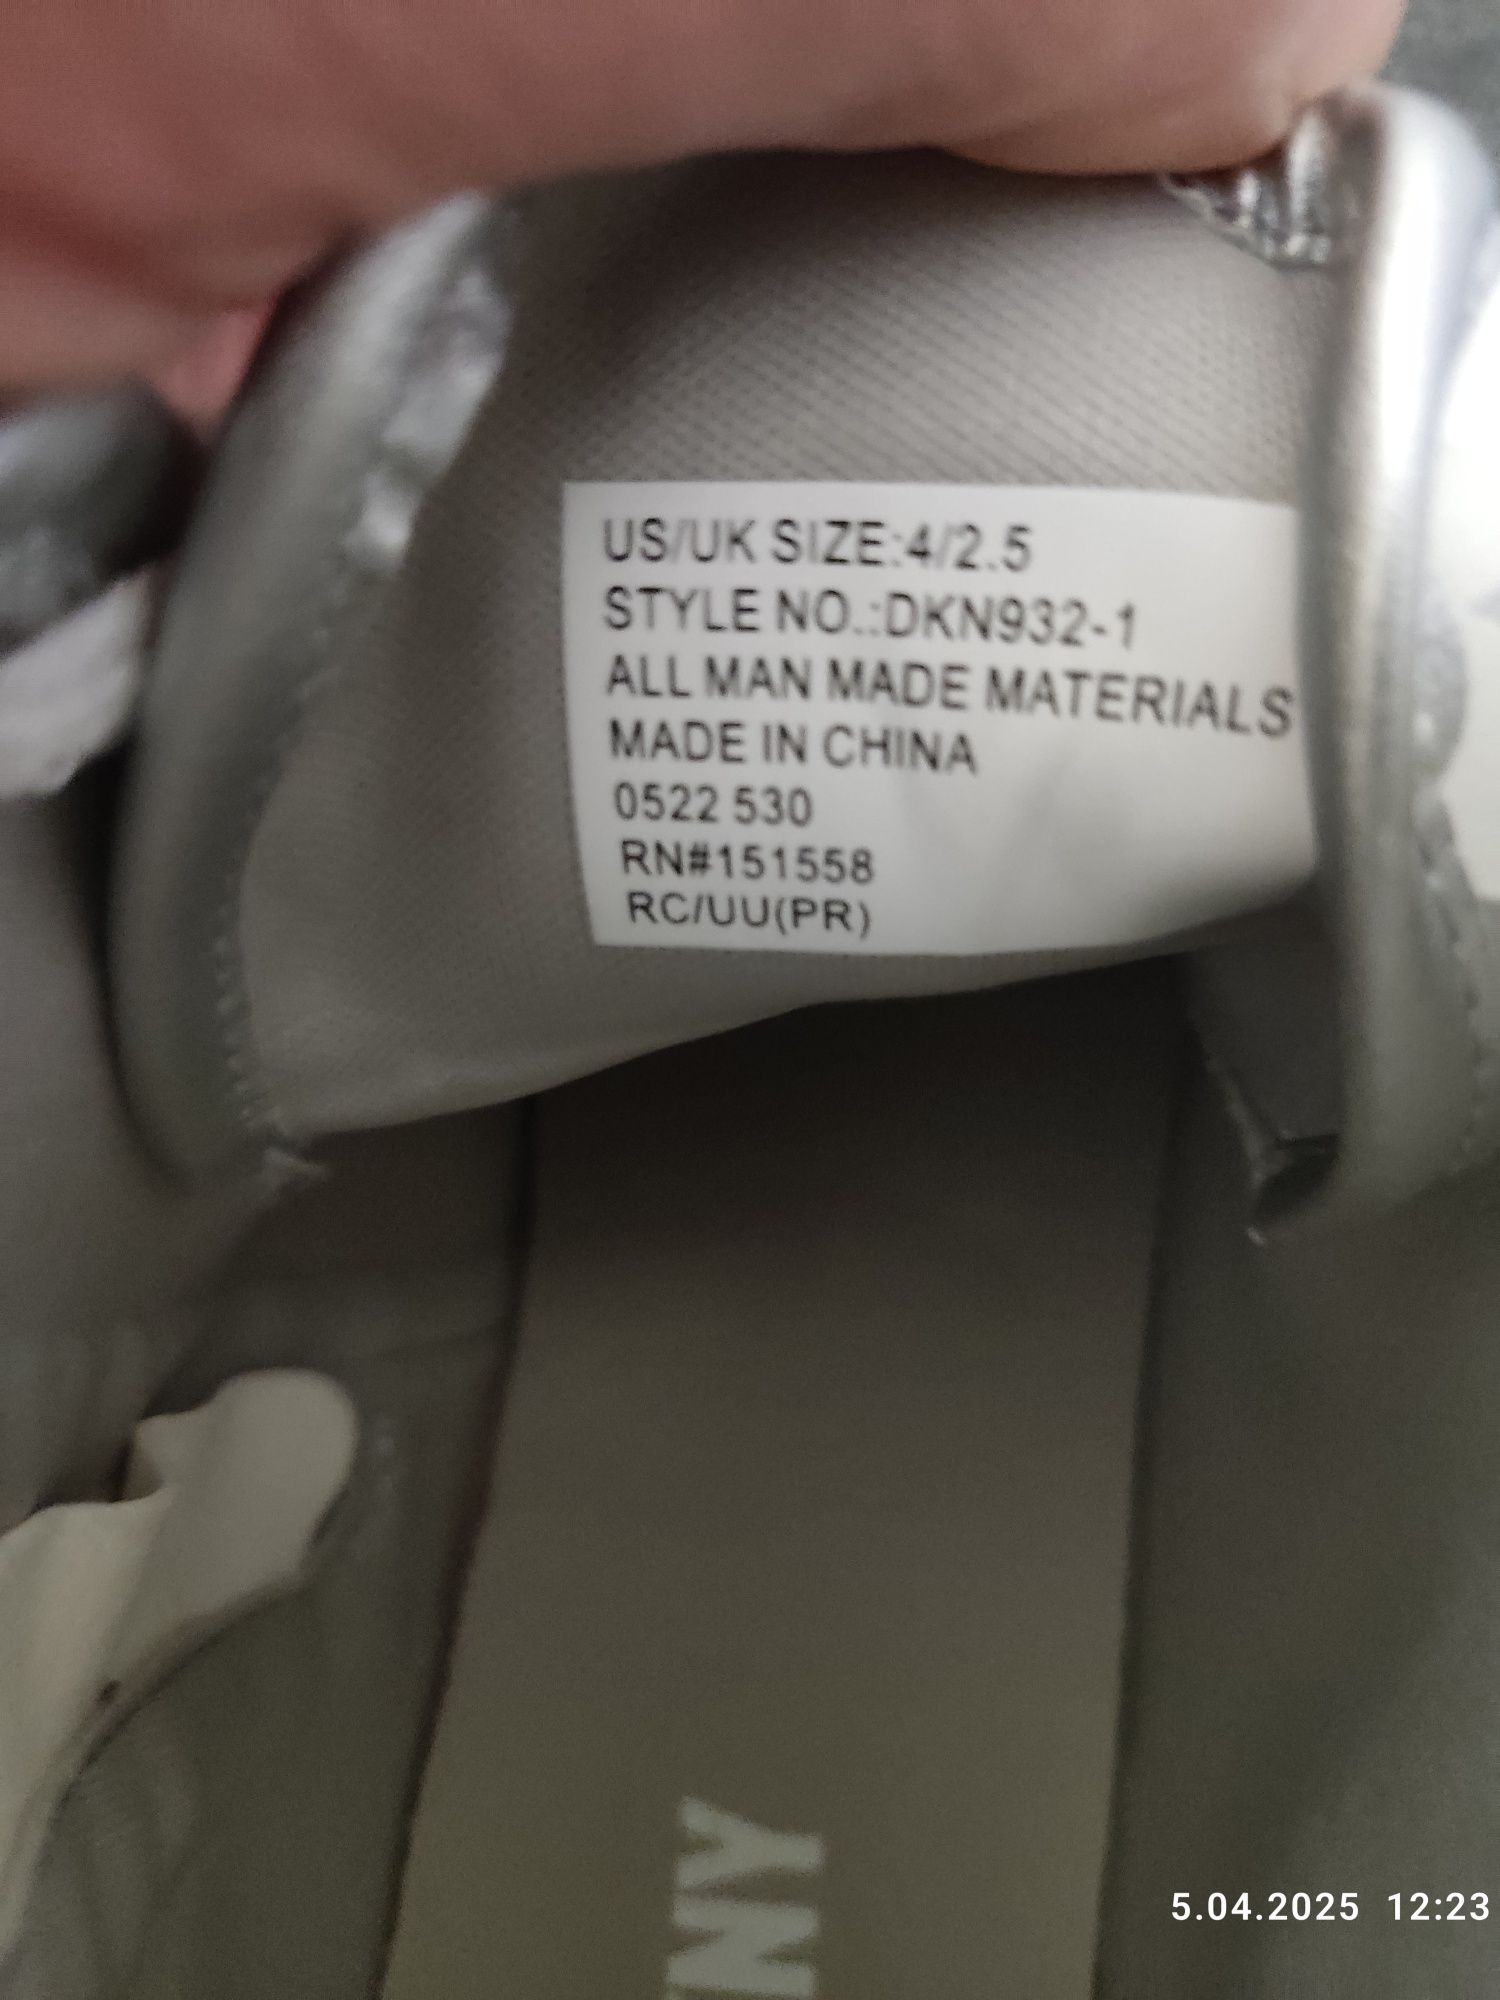 US/UK SIZE:4/2.5
STYLE NO.:DKN932-1
ALL MAN MADE MATERIALS
MADE IN CHINA
0522 530
RN#151558
RC/UU(PR)
NY
5.04.2025 12:23